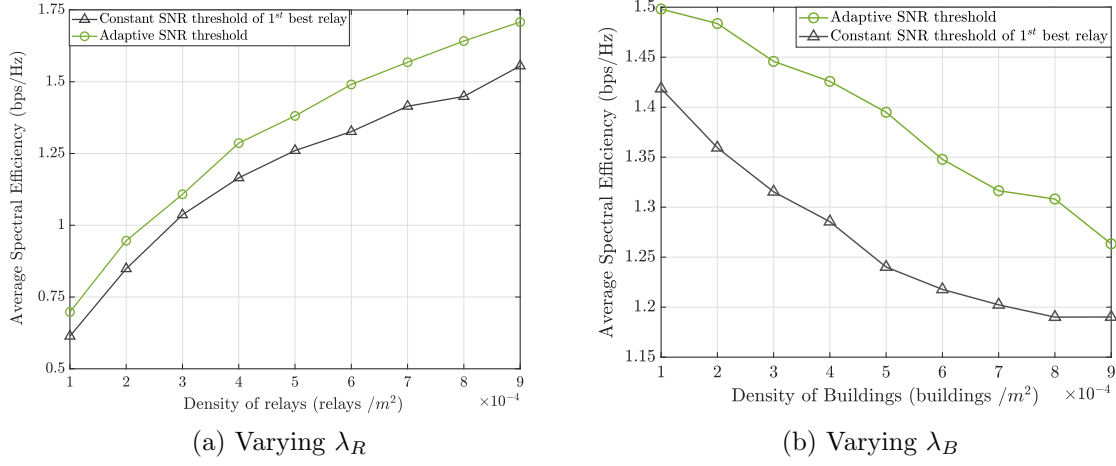 Constant SNR threshold of 1st best relay
Adaptive SNR threshold
Average Spectral Efficiency (bps/Hz)
1.75
1.5
1.25
1
0.75
0.5
1 2 3 4 5 6 7 8 9
Density of relays (relays /m²) ×10⁻⁴
(a) Varying λ_R
Adaptive SNR threshold
Constant SNR threshold of 1st best relay
Average Spectral Efficiency (bps/Hz)
1.5
1.45
1.4
1.35
1.3
1.25
1.2
1.15
1 2 3 4 5 6 7 8 9
Density of Buildings (buildings /m²) ×10⁻⁴
(b) Varying λ_B